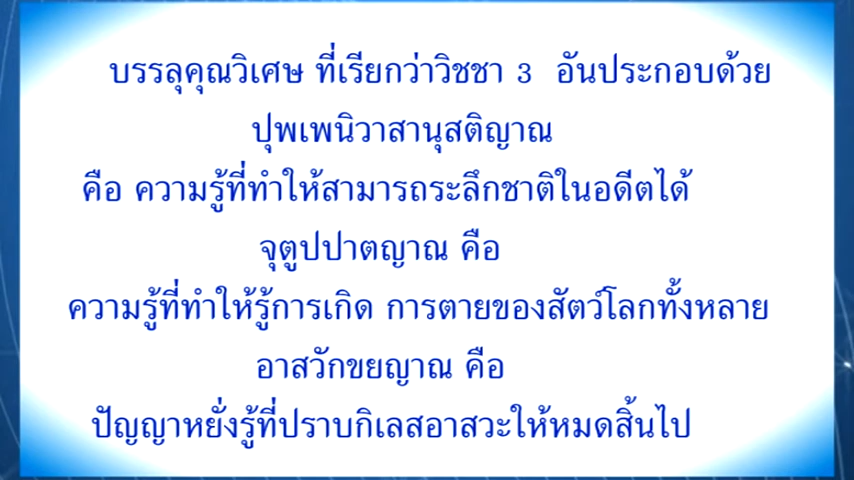 บรรลุคุณวิเศษ ที่เรียกว่าวิชชา 3 อันประกอบด้วย
ปุพเพนิวาสานุสติญาณ
คือ ความรู้ที่ทำให้สามารถระลึกชาติในอดีตได้
จุตูปปาตญาณ คือ
ความรู้ที่ทำให้รู้การเกิด การตายของสัตว์โลกทั้งหลาย
อาสวักขยญาณ คือ
ปัญญาหยั่งรู้ที่ปราบกิเลสอาสวะให้หมดสิ้นไป